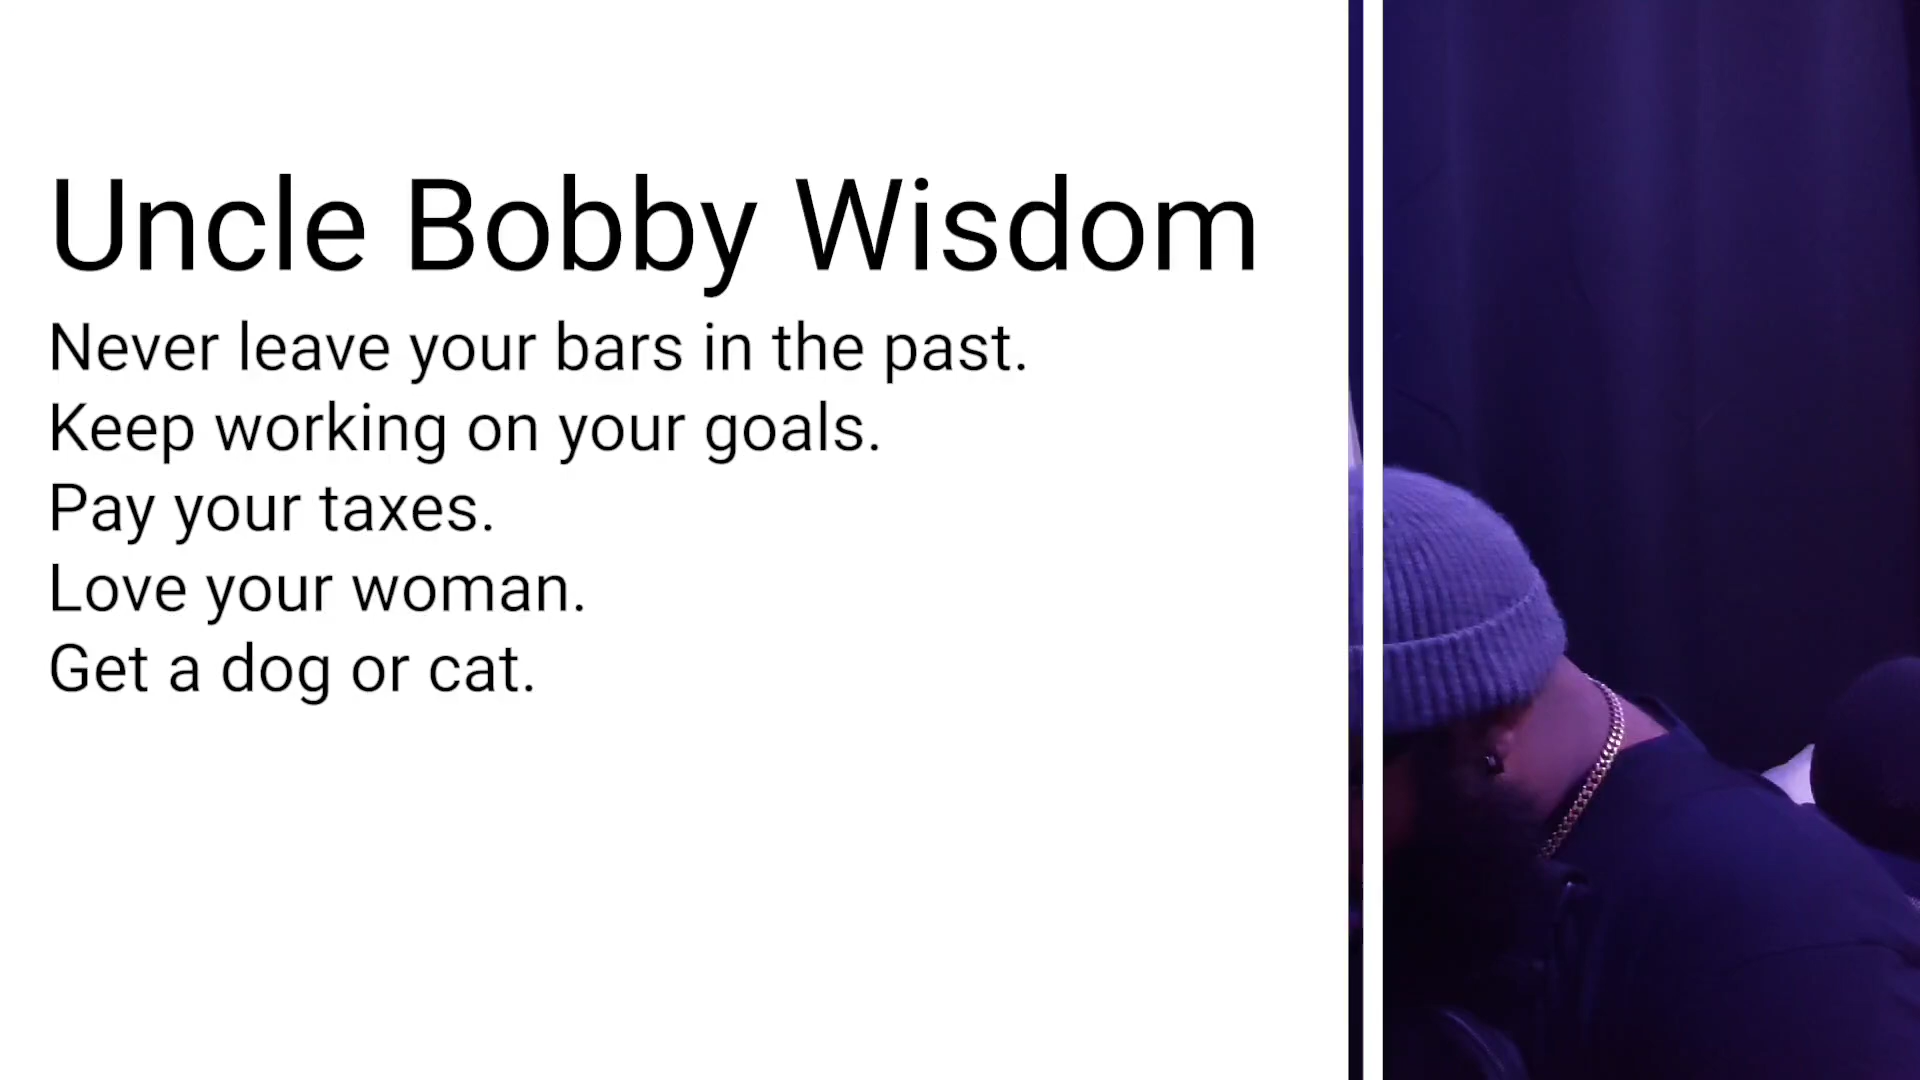 Uncle Bobby Wisdom
Never leave your bars in the past.
Keep working on your goals.
Pay your taxes.
Love your woman.
Get a dog or cat.